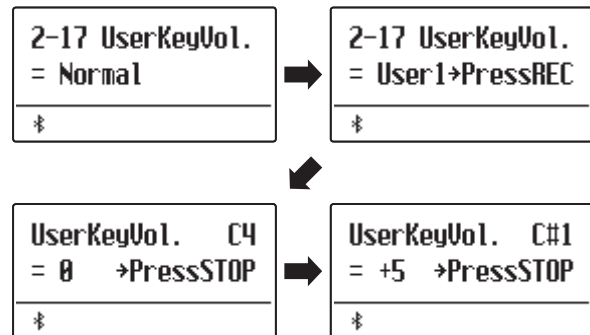 2-17 UserKeyVol.
= Normal
2-17 UserKeyVol.
= User1→PressREC
UserKeyVol. C4
= 0 →PressSTOP
UserKeyVol. C#1
= +5 →PressSTOP